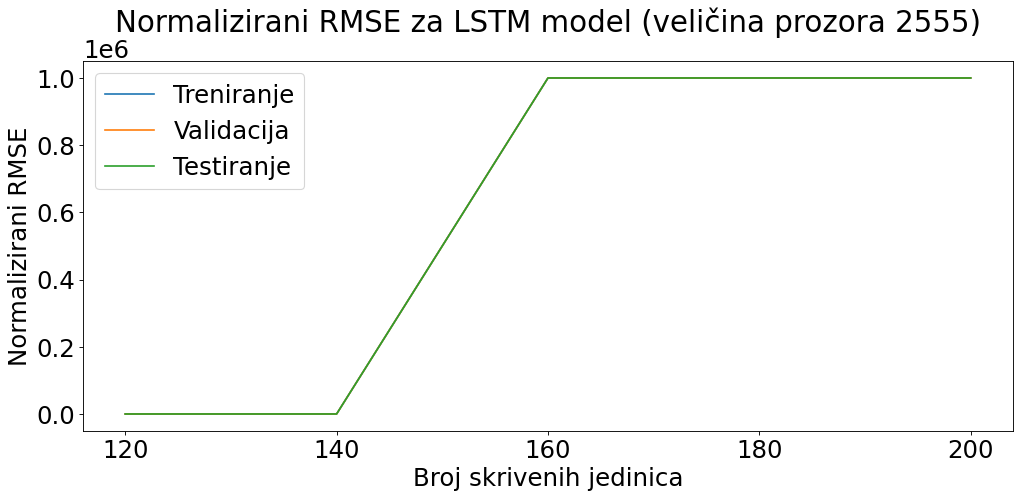 Normalizirani RMSE za LSTM model (veličina prozora 2555)
1e6
Treniranje
Validacija
Testiranje
Normalizirani RMSE
1.0
0.8
0.6
0.4
0.2
0.0
120 140 160 180 200
Broj skrivenih jedinica